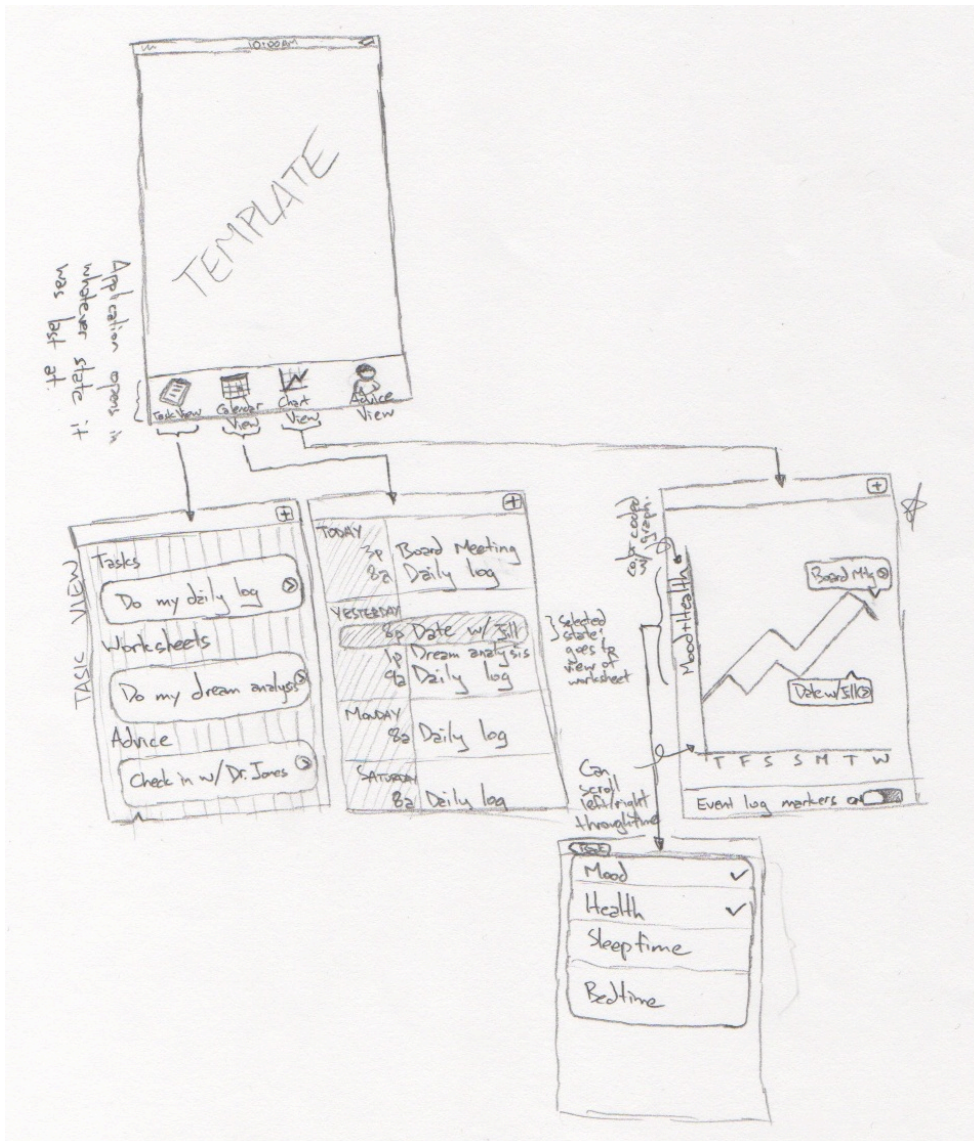 10:00AM
TEMPLATE
Application opens in
whatever state it
was last at.
Task View
Calendar
View
Chart
View
Advice
View
TASK VIEW
Tasks
Do my daily log
Worksheets
Do my dream analysis
Advice
Check in w/ Dr. Jones
TODAY
3p Board Meeting
8a Daily log
YESTERDAY
8p Date w/ Jill
1p Dream analysis
9a Daily log
MONDAY
8a Daily log
SATURDAY
8a Daily log
Selected
state:
goes to
view of
worksheet
graph.
Mood+Health
Board Mtg
Date w/ Jill
T F S S M T W
Event log markers ON
Can
scroll
left/right
through time
Mood
Health
Sleeptime
Bedtime